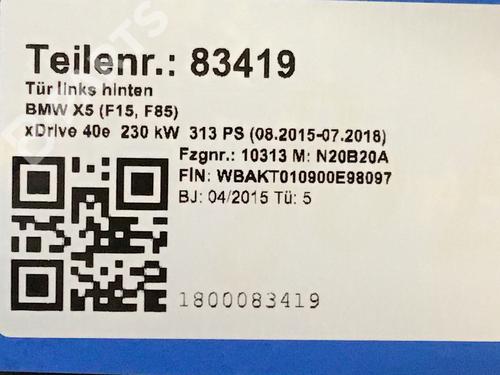 Teilenr.: 83419
Tür links hinten
BMW X5 (F15, F85)
xDrive 40e 230 kW 313 PS (08.2015-07.2018)
Fzgnr.: 10313 M: N20B20A
FIN: WBAKT010900E98097
BJ: 04/2015 Tü: 5
1800083419